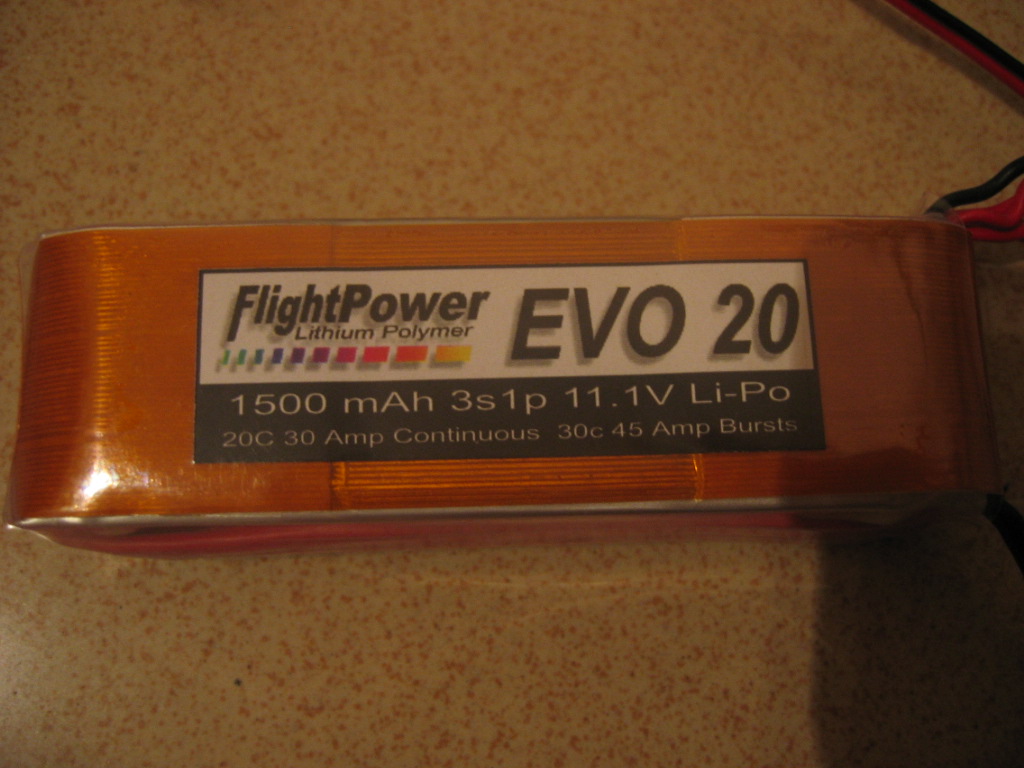 FlightPower
Lithium Polymer
EVO 20
1500 mAh 3s1p 11.1V Li-Po
20C 30 Amp Continuous 30c 45 Amp Bursts